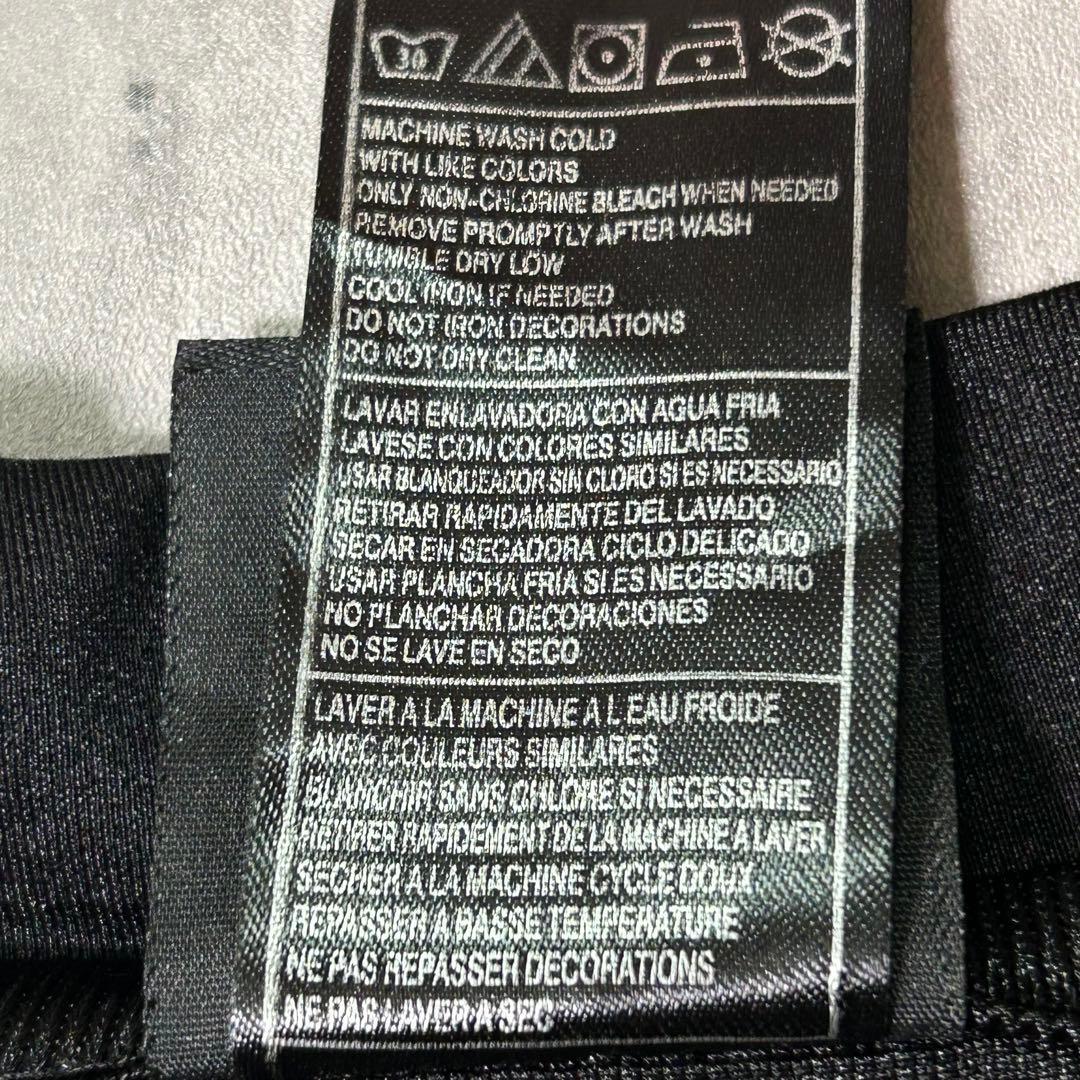 30
MACHINE WASH COLD
WITH LIKE COLORS
ONLY NON-CHLORINE BLEACH WHEN NEEDED
REMOVE PROMPTLY AFTER WASH
TUMBLE DRY LOW
COOL IRON IF NEEDED
DO NOT IRON DECORATIONS
DO NOT DRY CLEAN
LAVAR EN LAVADORA CON AGUA FRIA
LAVESE CON COLORES SIMILARES
USAR BLANQUEADOR SIN CLORO SI ES NECESSARIO
RETIRAR RAPIDAMENTE DEL LAVADO
SECAR EN SECADORA CICLO DELICADO
USAR PLANCHA FRIA SI ES NECESSARIO
NO PLANCHAR DECORACIONES
NO SE LAVE EN SECO
LAVER A LA MACHINE A L EAU FROIDE
AVEC COULEURS SIMILARES
BLANCHIR SANS CHLORE SI NECESSAIRE
RETIRER RAPIDEMENT DE LA MACHINE A LAVER
SECHER A LA MACHINE CYCLE DOUX
REPASSER A BASSE TEMPERATURE
NE PAS REPASSER DECORATIONS
NE PAS LAVER A SEC